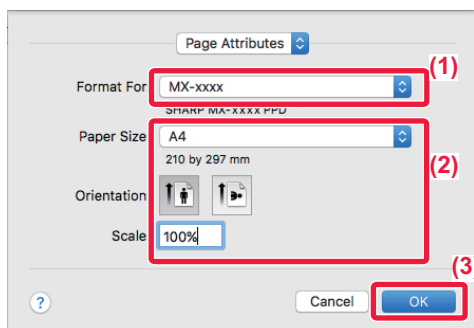 Page Attributes
(1)
Format For MX-xxxx
SHARP MX-xxxx PPD
Paper Size A4
210 by 297 mm
(2)
Orientation
Scale 100%
(3
? Cancel OK